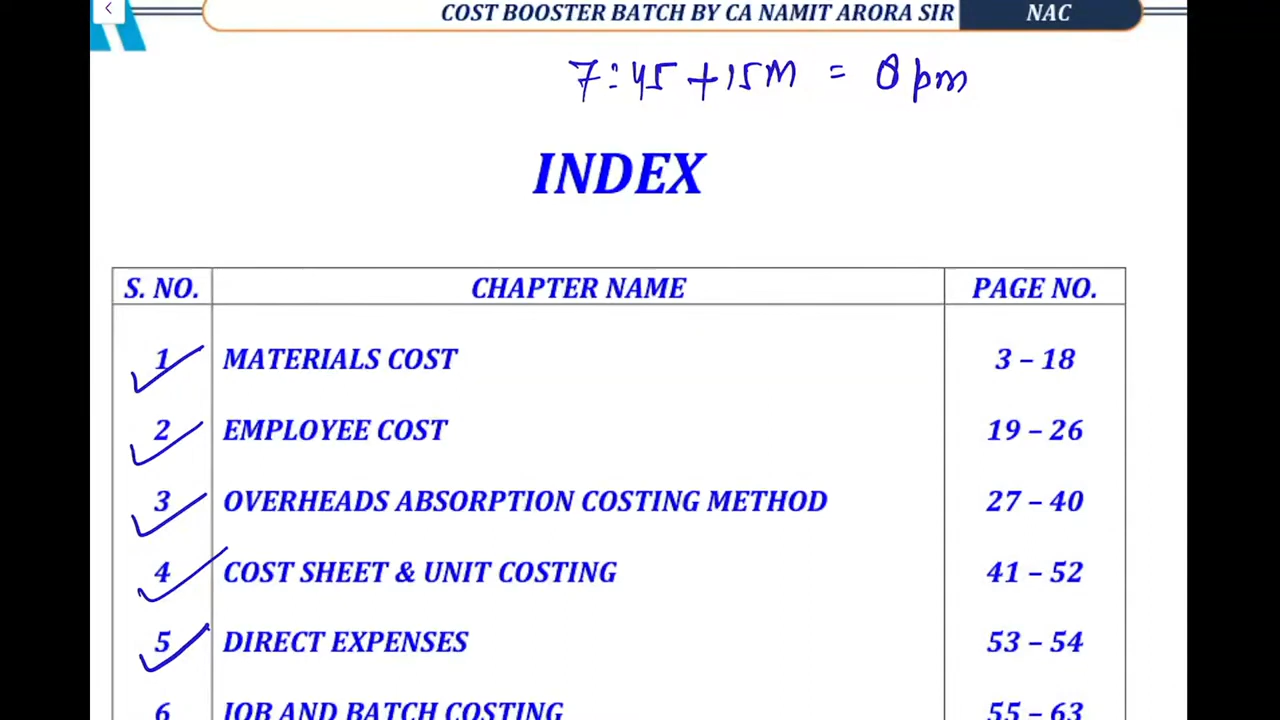 COST BOOSTER BATCH BY CA NAMIT ARORA SIR NAC
7:45 + 15M = 8 pm
INDEX
S. NO. CHAPTER NAME PAGE NO.
1 MATERIALS COST 3 – 18
2 EMPLOYEE COST 19 – 26
3 OVERHEADS ABSORPTION COSTING METHOD 27 – 40
4 COST SHEET & UNIT COSTING 41 – 52
5 DIRECT EXPENSES 53 – 54
6 JOB AND BATCH COSTING 55 – 63